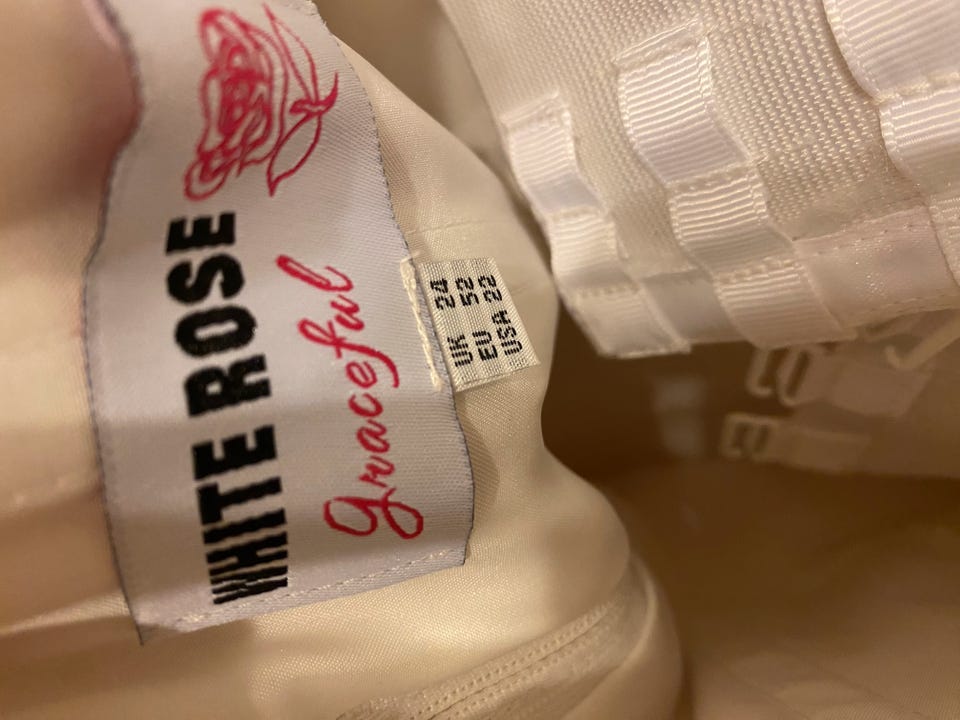 WHITE ROSE
graceful
UK 24
EU 52
USA 22